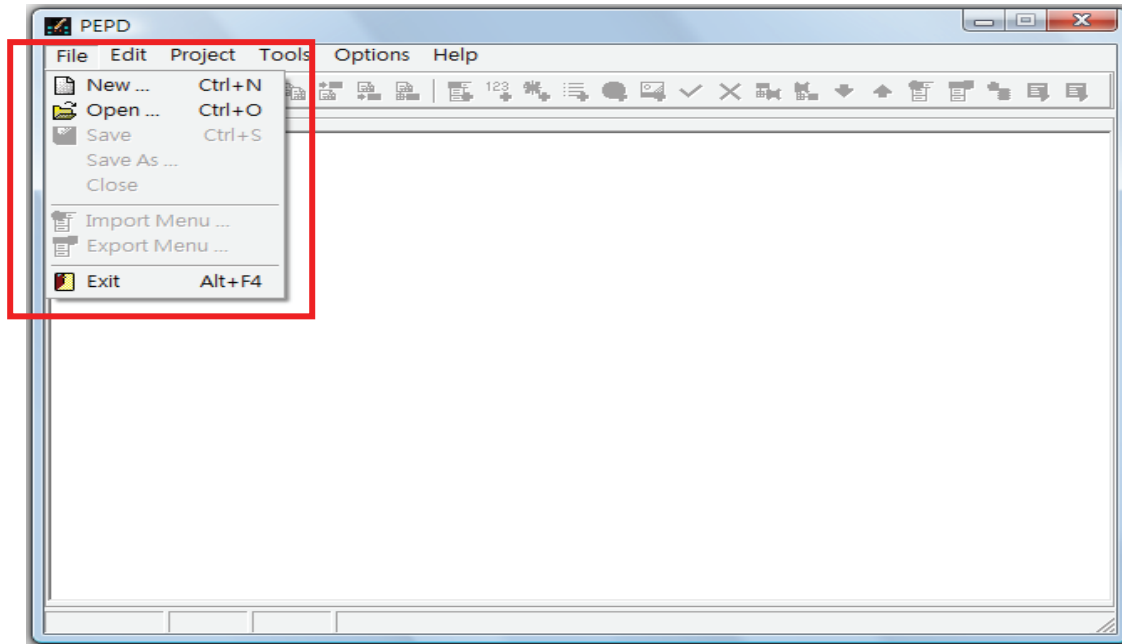 PEPD
File Edit Project Tools Options Help
New ... Ctrl+N
Open ... Ctrl+O
Save Ctrl+S
Save As ...
Close
Import Menu ...
Export Menu ...
Exit Alt+F4
123